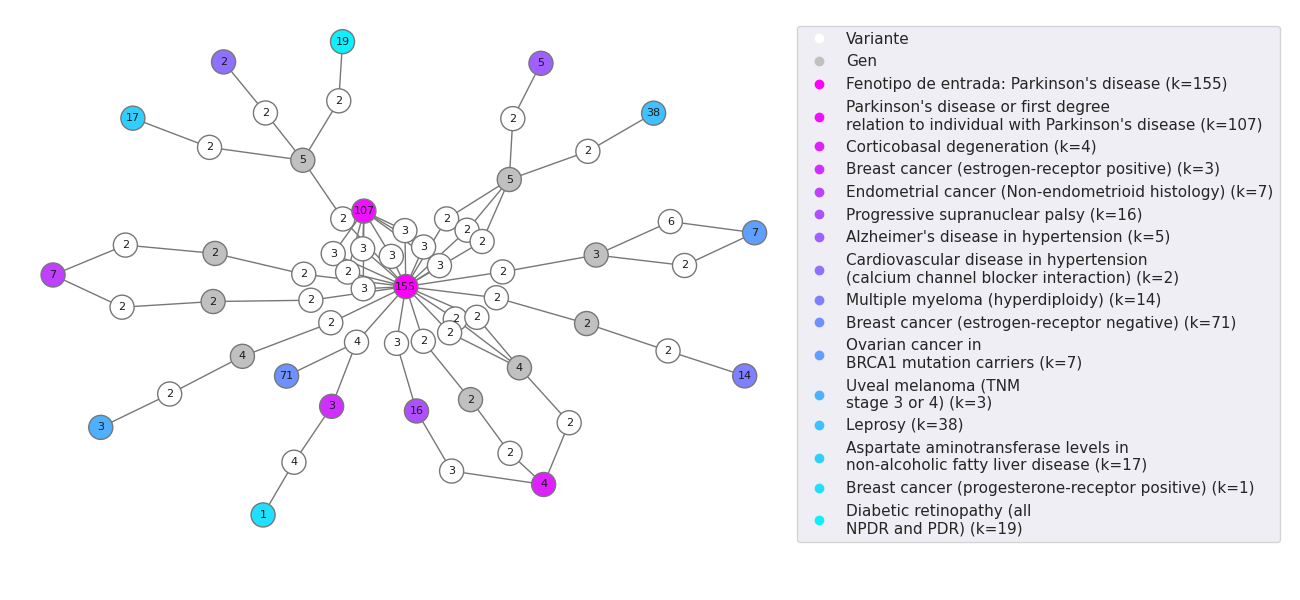 19
2
5
17
2
2
2
2
38
2
2
5
5
107
2
2
6
3
2
7
3
3
3
2
2
2
3
3
2
7
2
2
2
155
3
2
2
2
2
2
2
2
2
2
2
4
3
2
4
2
4
71
14
2
3
16
2
2
3
4
2
3
4
1
Variante
Gen
Fenotipo de entrada: Parkinson's disease (k=155)
Parkinson's disease or first degree
relation to individual with Parkinson's disease (k=107)
Corticobasal degeneration (k=4)
Breast cancer (estrogen-receptor positive) (k=3)
Endometrial cancer (Non-endometrioid histology) (k=7)
Progressive supranuclear palsy (k=16)
Alzheimer's disease in hypertension (k=5)
Cardiovascular disease in hypertension
(calcium channel blocker interaction) (k=2)
Multiple myeloma (hyperdiploidy) (k=14)
Breast cancer (estrogen-receptor negative) (k=71)
Ovarian cancer in
BRCA1 mutation carriers (k=7)
Uveal melanoma (TNM
stage 3 or 4) (k=3)
Leprosy (k=38)
Aspartate aminotransferase levels in
non-alcoholic fatty liver disease (k=17)
Breast cancer (progesterone-receptor positive) (k=1)
Diabetic retinopathy (all
NPDR and PDR) (k=19)